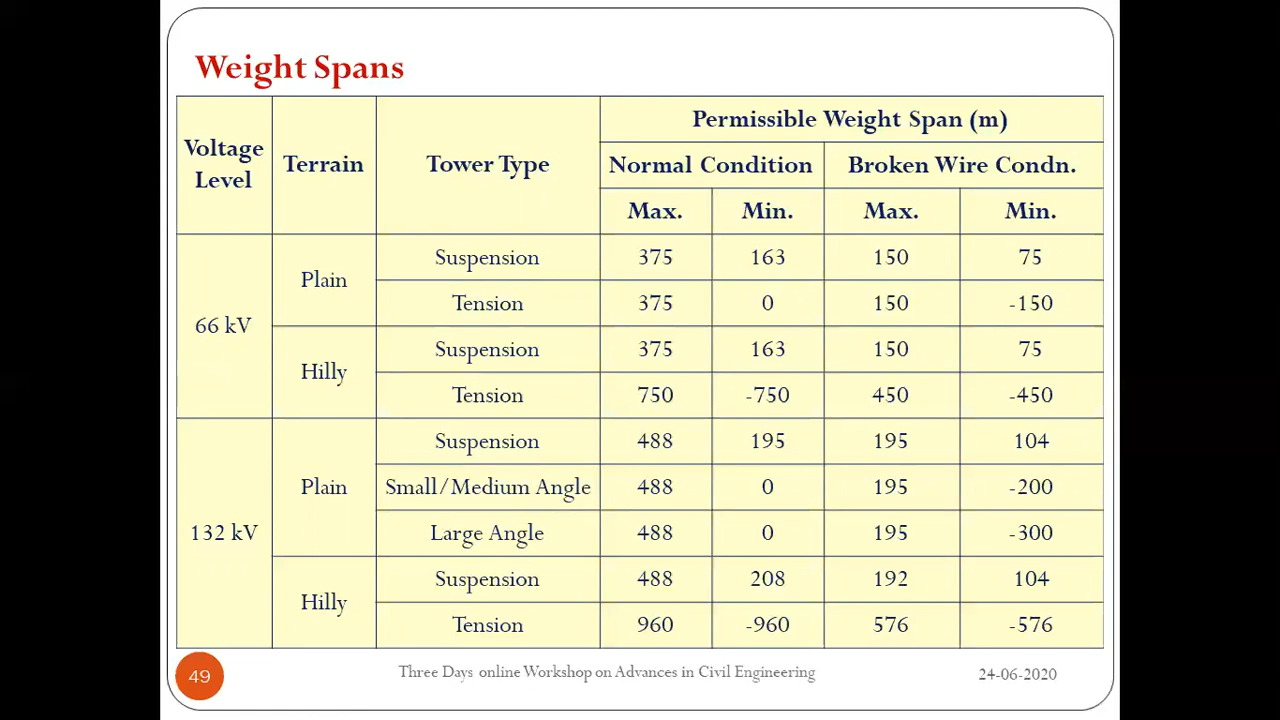 Weight Spans
Voltage Level Terrain Tower Type Permissible Weight Span (m)
Normal Condition Broken Wire Condn.
Max. Min. Max. Min.
66 kV Plain Suspension 375 163 150 75
Tension 375 0 150 -150
Hilly Suspension 375 163 150 75
Tension 750 -750 450 -450
132 kV Plain Suspension 488 195 195 104
Small/Medium Angle 488 0 195 -200
Large Angle 488 0 195 -300
Hilly Suspension 488 208 192 104
Tension 960 -960 576 -576
49 Three Days online Workshop on Advances in Civil Engineering 24-06-2020